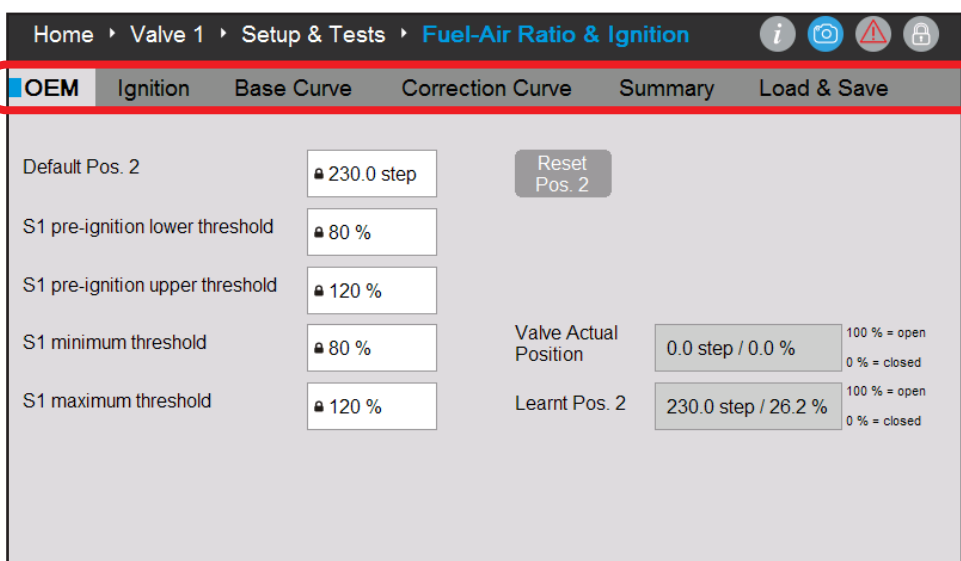 Home ‣ Valve 1 ‣ Setup & Tests ‣ Fuel-Air Ratio & Ignition
OEM Ignition Base Curve Correction Curve Summary Load & Save
Default Pos. 2 230.0 step Reset
Pos. 2
S1 pre-ignition lower threshold 80 %
S1 pre-ignition upper threshold 120 %
S1 minimum threshold 80 %
Valve Actual
Position 0.0 step / 0.0 % 100 % = open
0 % = closed
S1 maximum threshold 120 %
Learnt Pos. 2 230.0 step / 26.2 % 100 % = open
0 % = closed